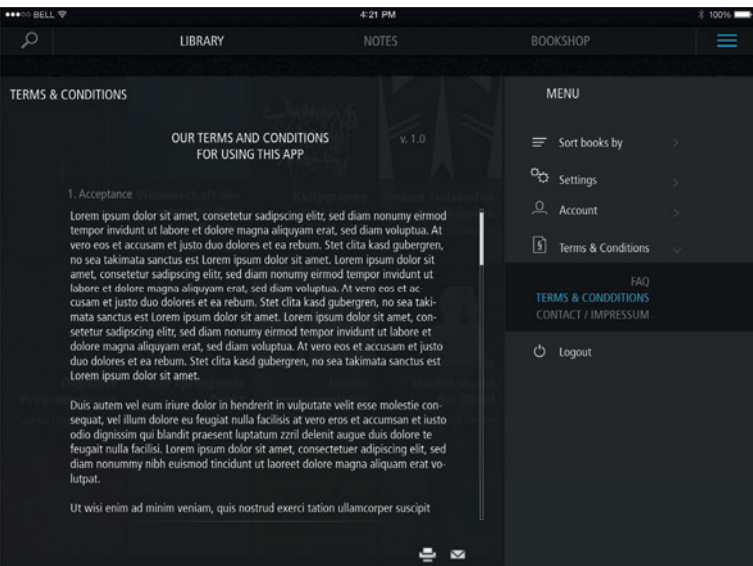 BELL 4:21 PM 100%
LIBRARY NOTES BOOKSHOP
TERMS & CONDITIONS
OUR TERMS AND CONDITIONS
FOR USING THIS APP
v. 1.0
1. Acceptance
Lorem ipsum dolor sit amet, consetetur sadipscing elitr, sed diam nonumy eirmod
tempor invidunt ut labore et dolore magna aliquyam erat, sed diam voluptua. At
vero eos et accusam et justo duo dolores et ea rebum. Stet clita kasd gubergren,
no sea takimata sanctus est Lorem ipsum dolor sit amet. Lorem ipsum dolor sit
amet, consetetur sadipscing elitr, sed diam nonumy eirmod tempor invidunt ut
labore et dolore magna aliquyam erat, sed diam voluptua. At vero eos et ac-
cusam et justo duo dolores et ea rebum. Stet clita kasd gubergren, no sea taki-
mata sanctus est Lorem ipsum dolor sit amet. Lorem ipsum dolor sit amet, con-
setetur sadipscing elitr, sed diam nonumy eirmod tempor invidunt ut labore et
dolore magna aliquyam erat, sed diam voluptua. At vero eos et accusam et justo
duo dolores et ea rebum. Stet clita kasd gubergren, no sea takimata sanctus est
Lorem ipsum dolor sit amet.
Duis autem vel eum iriure dolor in hendrerit in vulputate velit esse molestie con-
sequat, vel illum dolore eu feugiat nulla facilisis at vero eros et accumsan et iusto
odio dignissim qui blandit praesent luptatum zzril delenit augue duis dolore te
feugait nulla facilisi. Lorem ipsum dolor sit amet, consectetuer adipiscing elit, sed
diam nonummy nibh euismod tincidunt ut laoreet dolore magna aliquam erat vo-
lutpat.
Ut wisi enim ad minim veniam, quis nostrud exerci tation ullamcorper suscipit
MENU
Sort books by
Settings
Account
§ Terms & Conditions
FAQ
TERMS & CONDDITIONS
CONTACT / IMPRESSUM
Logout